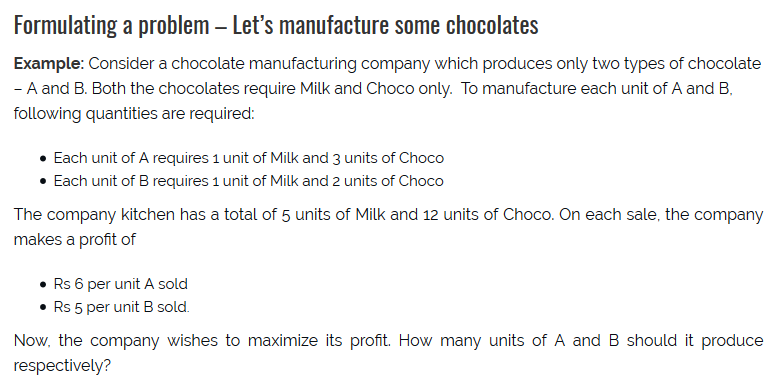 Formulating a problem – Let’s manufacture some chocolates
Example: Consider a chocolate manufacturing company which produces only two types of chocolate
– A and B. Both the chocolates require Milk and Choco only.  To manufacture each unit of A and B,
following quantities are required:
• Each unit of A requires 1 unit of Milk and 3 units of Choco
• Each unit of B requires 1 unit of Milk and 2 units of Choco
The company kitchen has a total of 5 units of Milk and 12 units of Choco. On each sale, the company
makes a profit of
• Rs 6 per unit A sold
• Rs 5 per unit B sold.
Now, the company wishes to maximize its profit. How many units of A and B should it produce
respectively?